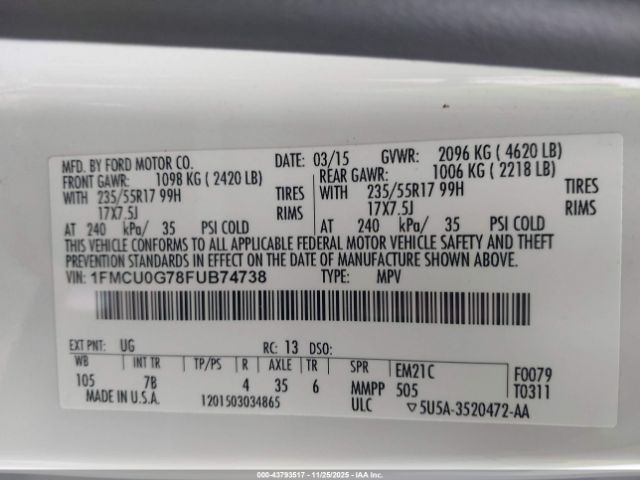 MFD. BY FORD MOTOR CO. DATE: 03/15 GVWR: 2096 KG ( 4620 LB)
FRONT GAWR: 1098 KG ( 2420 LB) REAR GAWR: 1006 KG ( 2218 LB)
WITH 235/55R17 99H TIRES WITH 235/55R17 99H TIRES
17X7.5J RIMS 17X7.5J RIMS
AT 240 kPa/ 35 PSI COLD AT 240 kPa/ 35 PSI COLD
THIS VEHICLE CONFORMS TO ALL APPLICABLE FEDERAL MOTOR VEHICLE SAFETY AND THEFT
PREVENTION STANDARDS IN EFFECT ON THE DATE OF MANUFACTURE SHOWN ABOVE.
VIN: 1FMCU0G78FUB74738 TYPE: MPV
EXT PNT: UG RC: 13 DSO:
WB INT TR TP/PS R AXLE TR SPR EM21C F0079
105 7B 4 35 6 MMPP 505 T0311
MADE IN U.S.A. 1201503034865 ULC ▽5U5A-3520472-AA
000-43793517 - 11/25/2025 - IAAI.com